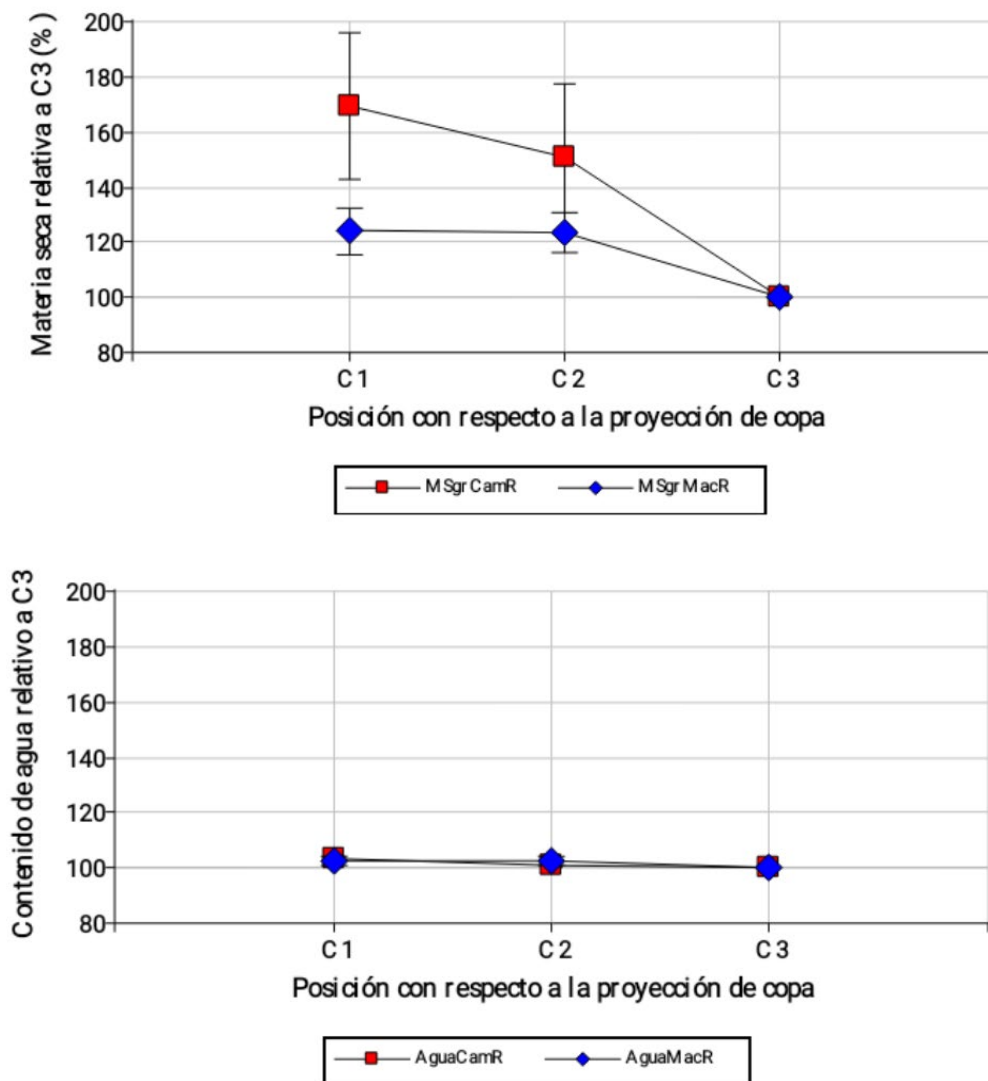 Materia seca relativa a C3 (%)
200
180
160
140
120
100
80
C1 C2 C3
Posición con respecto a la proyección de copa
MSgrCamR MSgrMacR
Contenido de agua relativo a C3
200
180
160
140
120
100
80
C1 C2 C3
Posición con respecto a la proyección de copa
AguaCamR AguaMacR